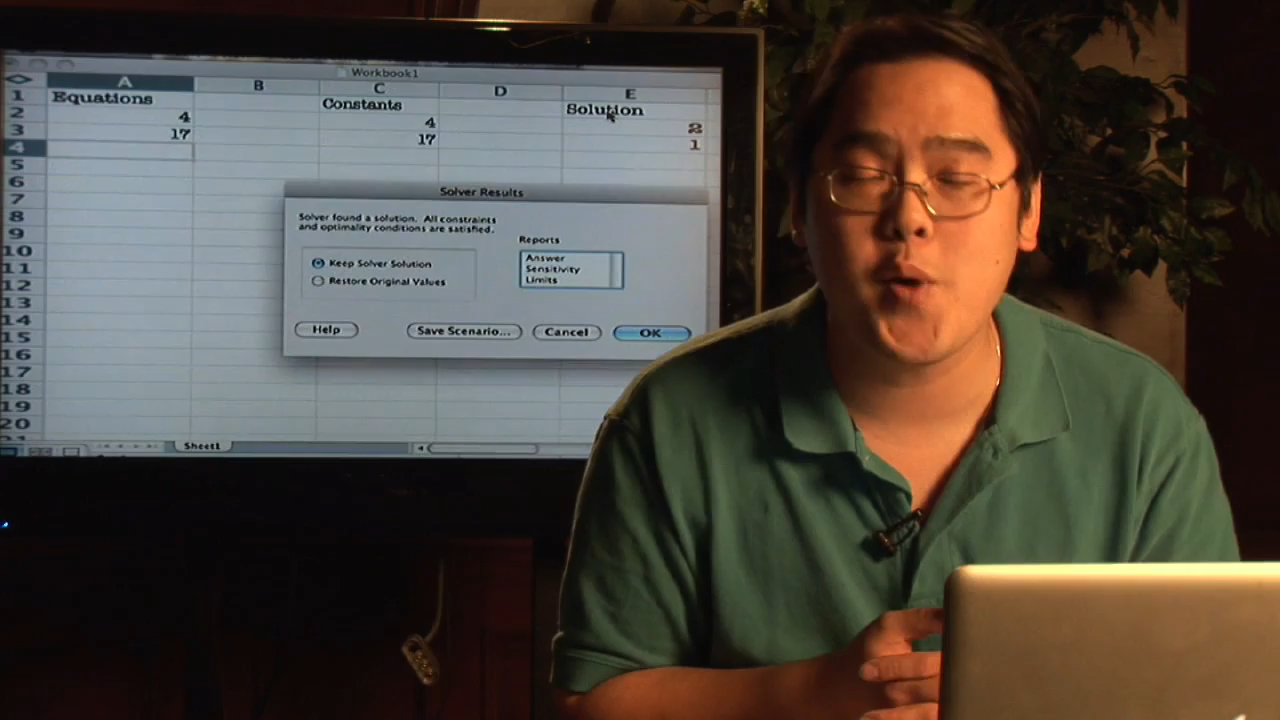 Workbook1
A B C D E
1 Equations Constants Solution
2 4 4 2
3 17 17 1
4
5
6
7
8
9
10
11
12
13
14
15
16
17
18
19
20
21
Solver Results
Solver found a solution. All constraints
and optimality conditions are satisfied.
Reports
Keep Solver Solution
Restore Original Values
Answer
Sensitivity
Limits
Help Save Scenario... Cancel OK
Sheet1